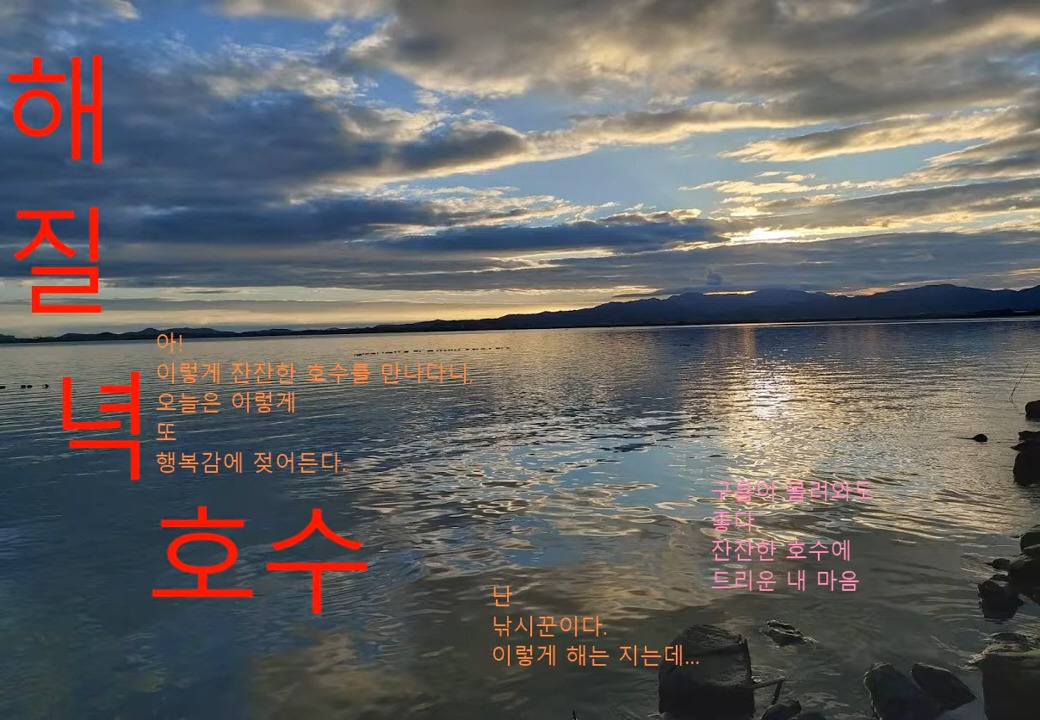 해
질
녘
호수
아!
이렇게 잔잔한 호수를 만나다니,
오늘은 이렇게
또
행복감에 젖어든다.
구름이 몰려와도
좋다.
잔잔한 호수에
드리운 내 마음
난
낚시꾼이다.
이렇게 해는 지는데...